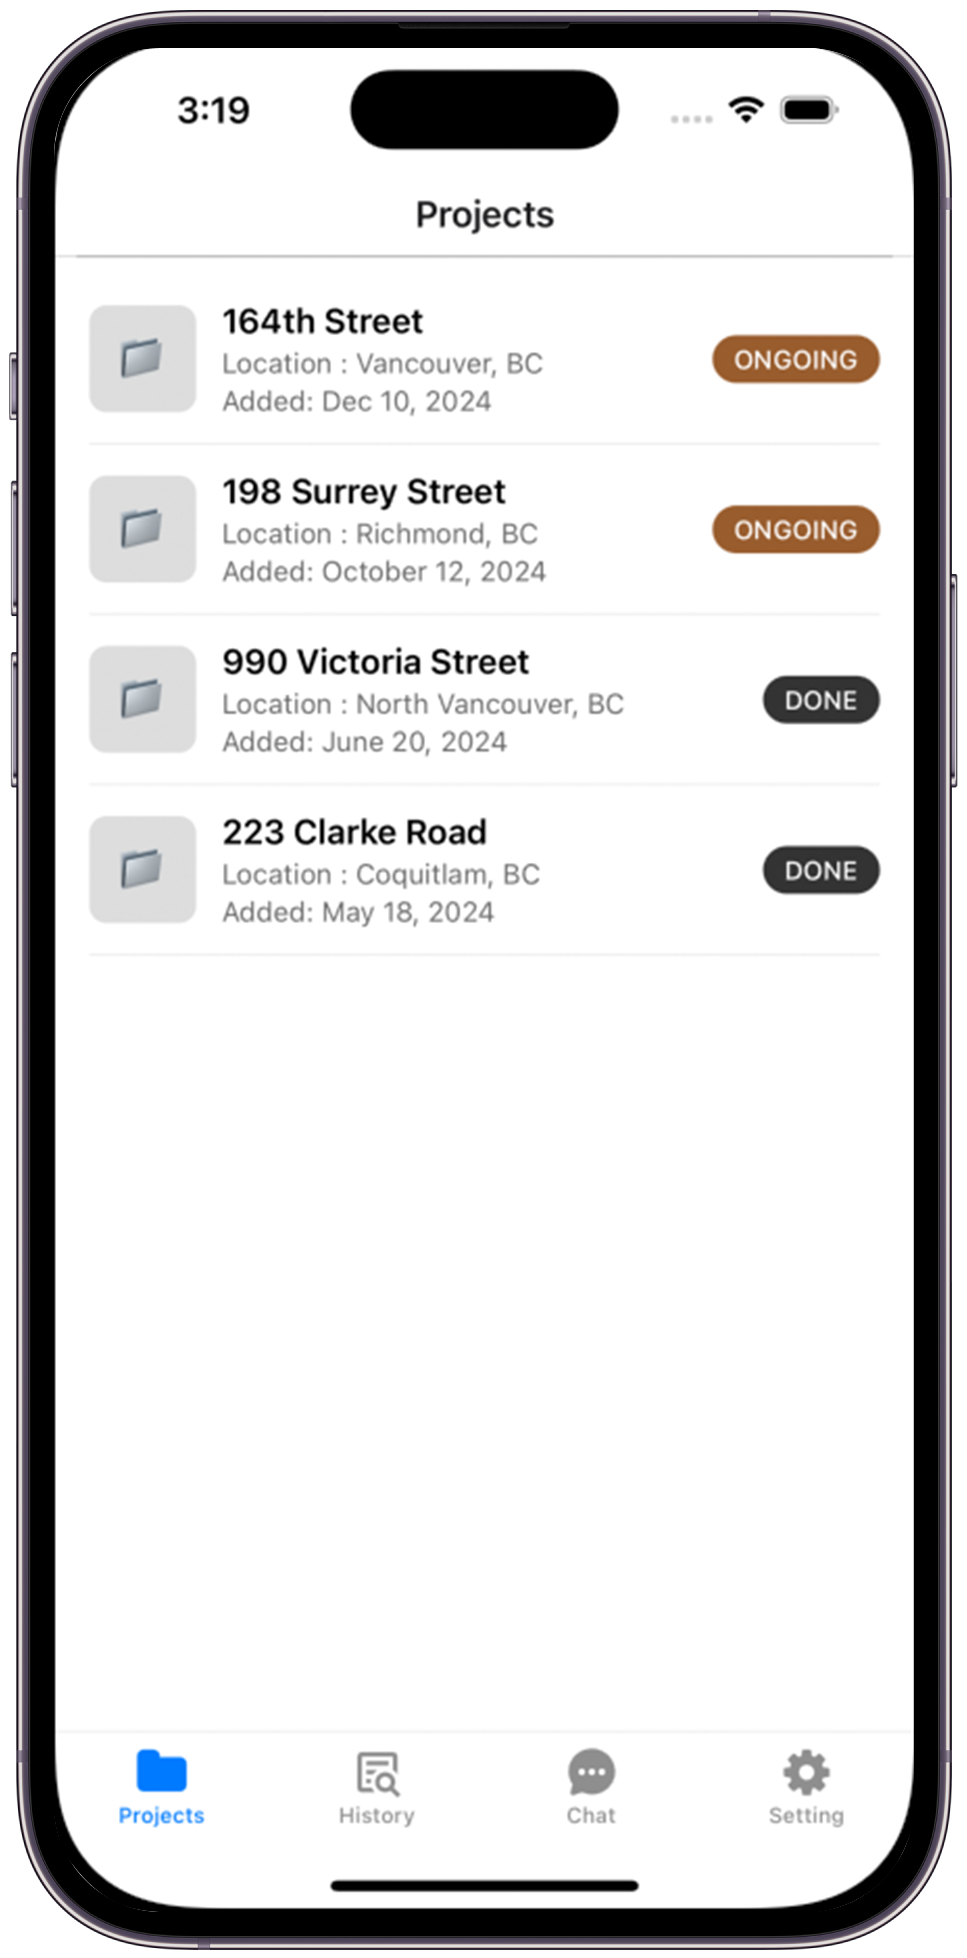 3:19
Projects
164th Street
Location : Vancouver, BC
Added: Dec 10, 2024
ONGOING
198 Surrey Street
Location : Richmond, BC
Added: October 12, 2024
ONGOING
990 Victoria Street
Location : North Vancouver, BC
Added: June 20, 2024
DONE
223 Clarke Road
Location : Coquitlam, BC
Added: May 18, 2024
DONE
Projects
History
Chat
Setting